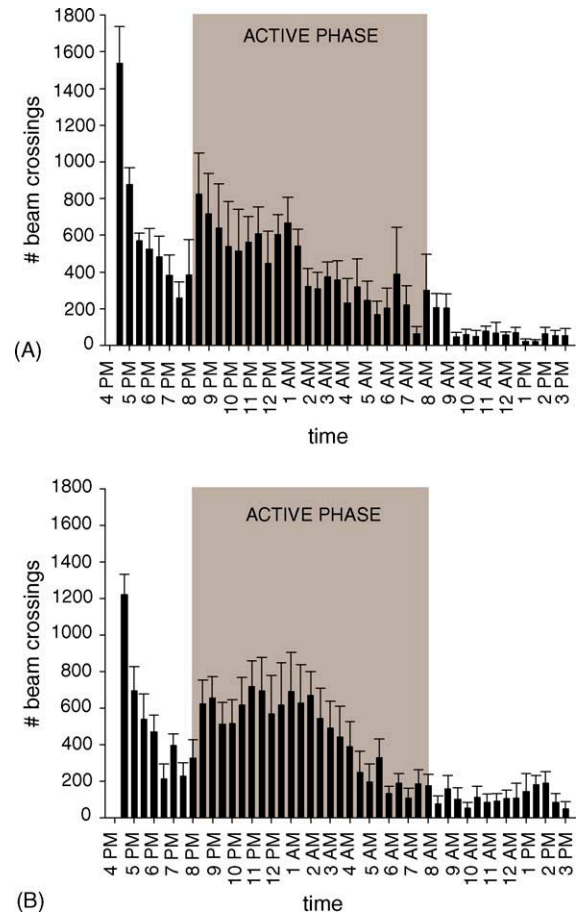 1800
1600
1400
1200
1000
800
600
400
200
0
# beam crossings
ACTIVE PHASE
(A)
4 PM
5 PM
6 PM
7 PM
8 PM
9 PM
10 PM
11 PM
12 PM
1 AM
2 AM
3 AM
4 AM
5 AM
6 AM
7 AM
8 AM
9 AM
10 AM
11 AM
12 AM
1 PM
2 PM
3 PM
time
1800
1600
1400
1200
1000
800
600
400
200
0
# beam crossings
ACTIVE PHASE
4 PM
5 PM
6 PM
7 PM
8 PM
9 PM
10 PM
11 PM
12 PM
1 AM
2 AM
3 AM
4 AM
5 AM
6 AM
7 AM
8 AM
9 AM
10 AM
11 AM
12 AM
1 PM
2 PM
3 PM
(B)
time